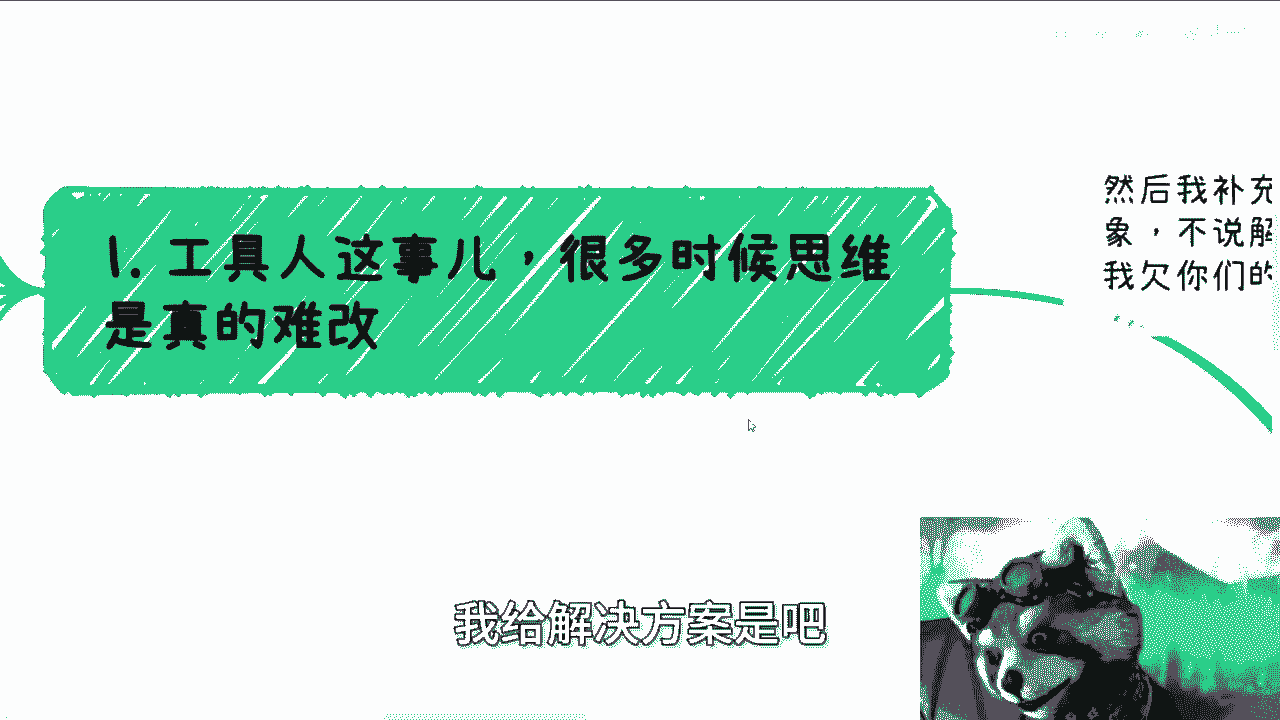 1. 工具人这事儿，很多时候思维
是真的难改
然后我补充
象，不说解
我欠你们的
我给解决方案是吧